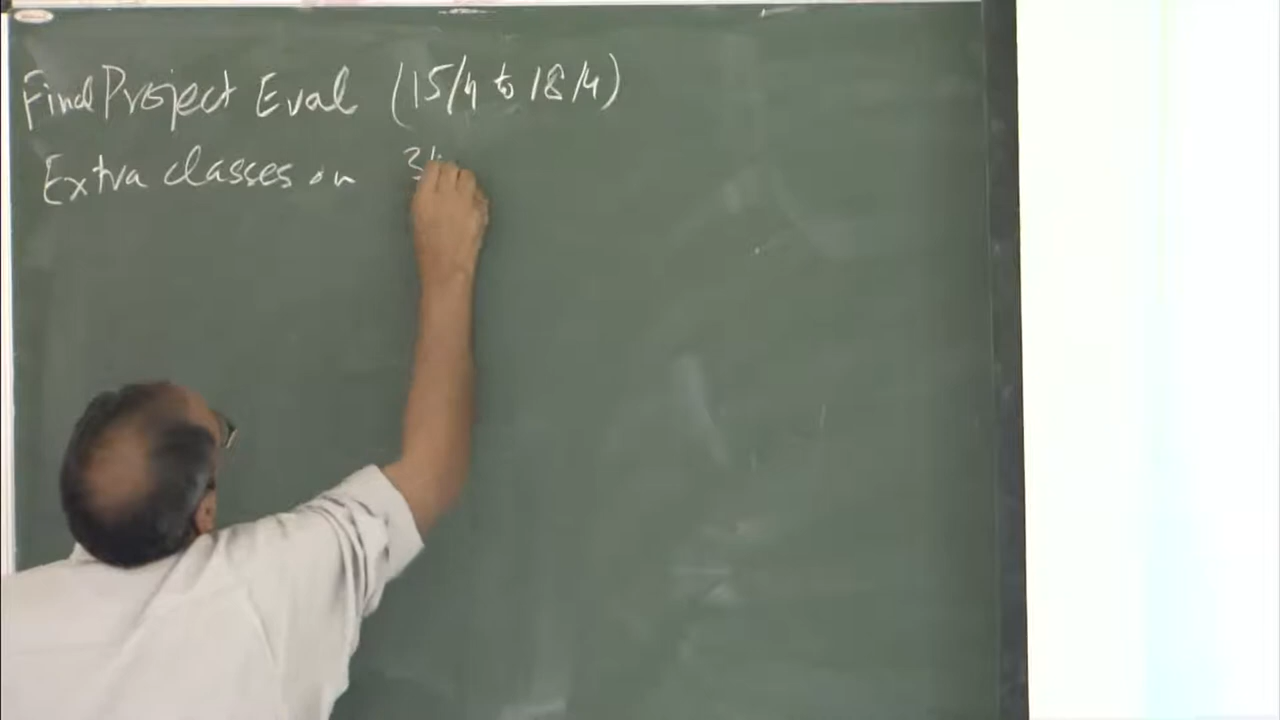 Final Project Eval (15/4 to 18/4)
Extra classes on 3